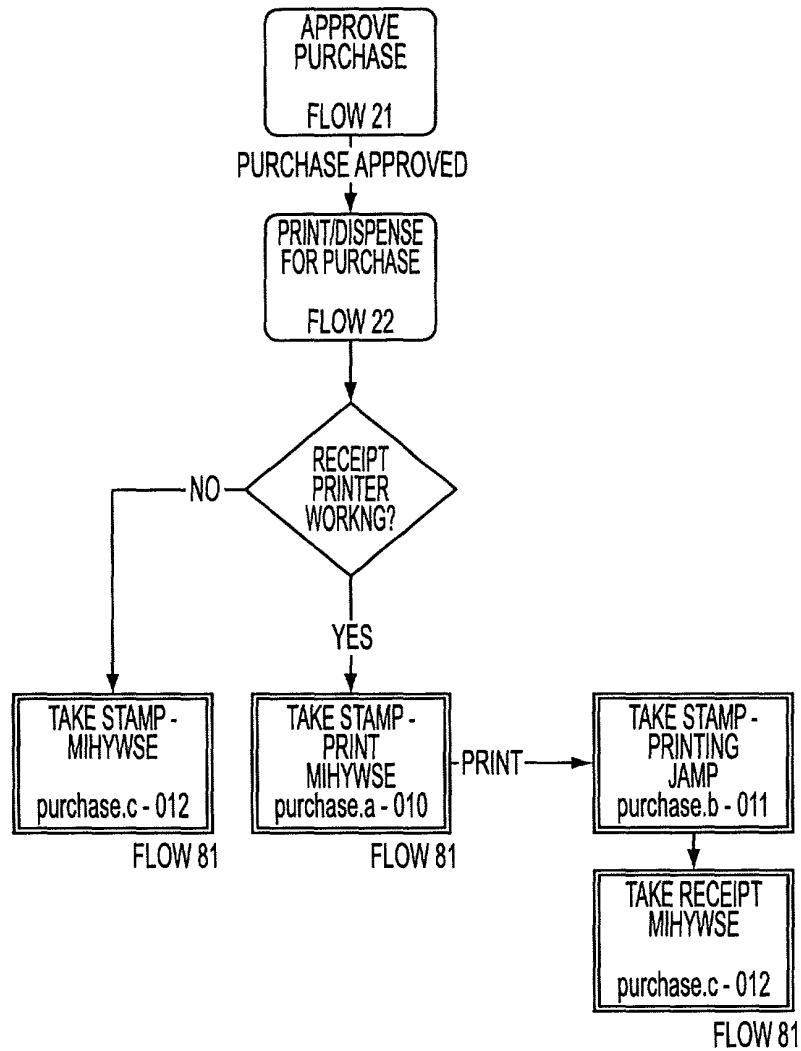 APPROVE
PURCHASE
FLOW 21
PURCHASE APPROVED
PRINT/DISPENSE
FOR PURCHASE
FLOW 22
RECEIPT
PRINTER
WORKNG?
NO
YES
TAKE STAMP -
MIHYWSE
purchase.c - 012
FLOW 81
TAKE STAMP -
PRINT
MIHYWSE
purchase.a - 010
FLOW 81
PRINT
TAKE STAMP -
PRINTING
JAMP
purchase.b - 011
TAKE RECEIPT
MIHYWSE
purchase.c - 012
FLOW 81